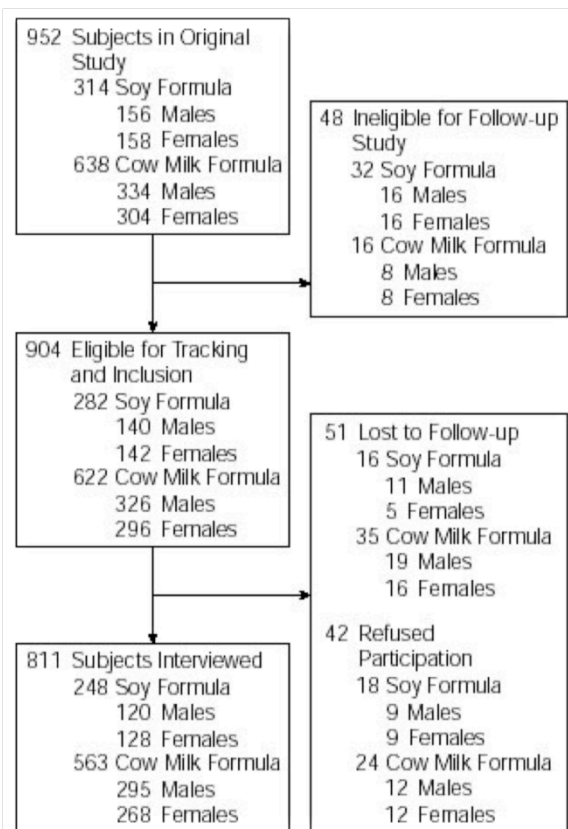 952 Subjects in Original
Study
314 Soy Formula
156 Males
158 Females
638 Cow Milk Formula
334 Males
304 Females
48 Ineligible for Follow-up
Study
32 Soy Formula
16 Males
16 Females
16 Cow Milk Formula
8 Males
8 Females
904 Eligible for Tracking
and Inclusion
282 Soy Formula
140 Males
142 Females
622 Cow Milk Formula
326 Males
296 Females
51 Lost to Follow-up
16 Soy Formula
11 Males
5 Females
35 Cow Milk Formula
19 Males
16 Females
42 Refused
Participation
18 Soy Formula
9 Males
9 Females
24 Cow Milk Formula
12 Males
12 Females
811 Subjects Interviewed
248 Soy Formula
120 Males
128 Females
563 Cow Milk Formula
295 Males
268 Females